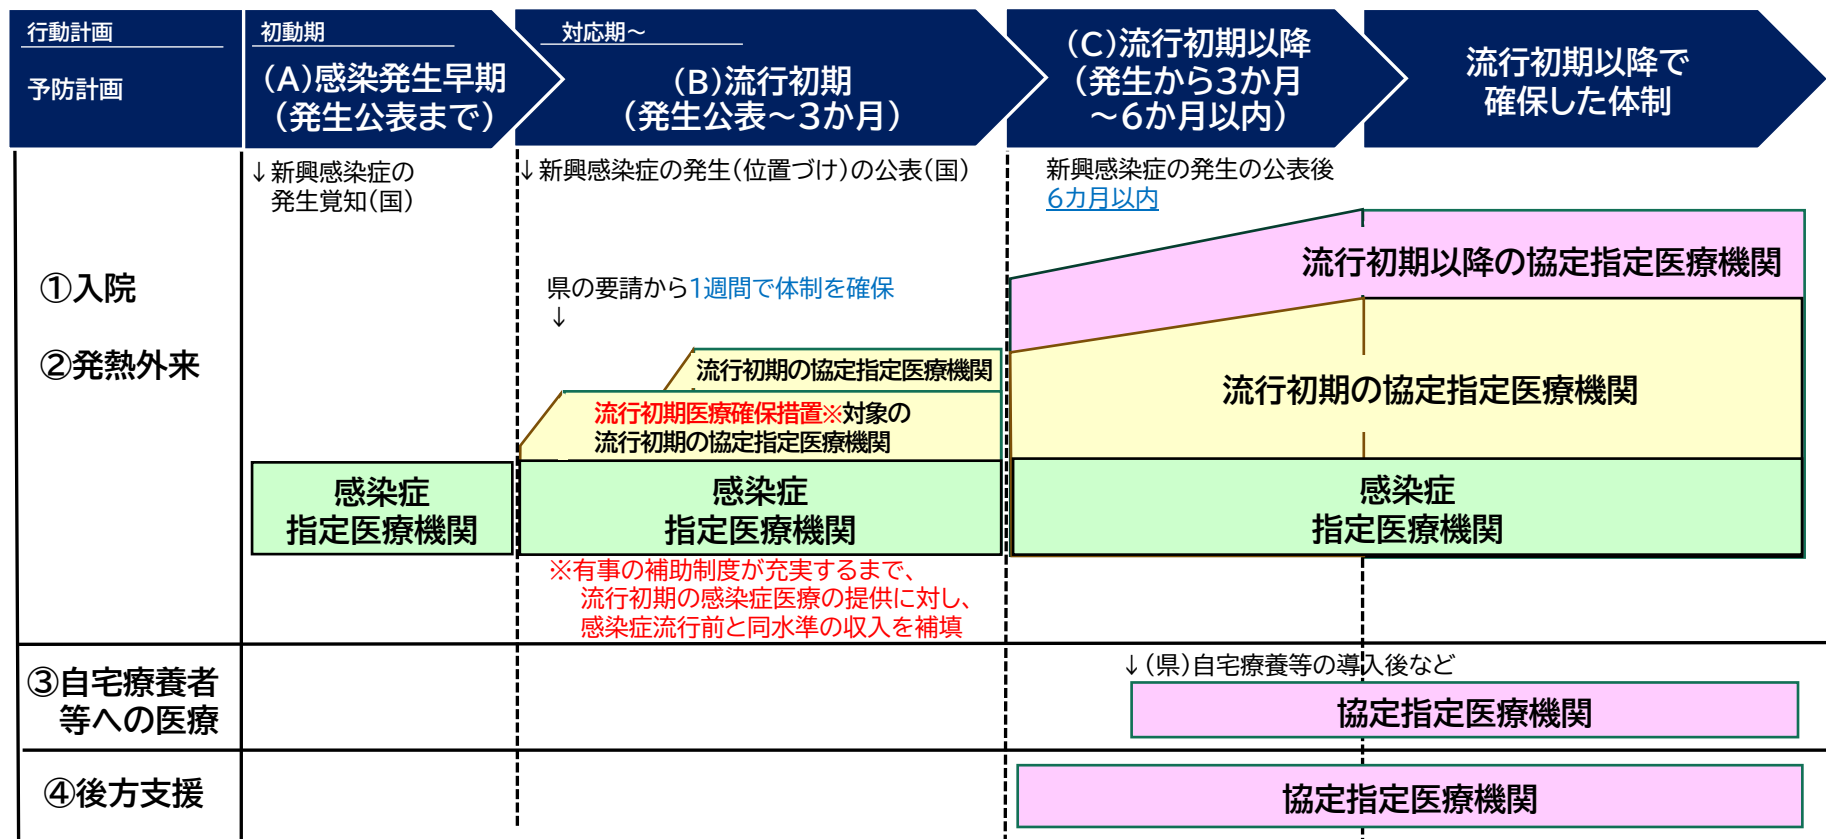 行動計画
予防計画
初動期
(A)感染発生早期
(発生公表まで)
対応期～
(B)流行初期
(発生公表～3か月)
(C)流行初期以降
(発生から3か月
～6か月以内)
流行初期以降で
確保した体制
↓新興感染症の
発生覚知(国)
↓新興感染症の発生(位置づけ)の公表(国)
新興感染症の発生の公表後
6カ月以内
①入院
②発熱外来
県の要請から1週間で体制を確保
↓
流行初期の協定指定医療機関
流行初期医療確保措置※対象の
流行初期の協定指定医療機関
流行初期以降の協定指定医療機関
流行初期の協定指定医療機関
感染症
指定医療機関
感染症
指定医療機関
感染症
指定医療機関
※有事の補助制度が充実するまで、
流行初期の感染症医療の提供に対し、
感染症流行前と同水準の収入を補填
③自宅療養者
等への医療
↓(県)自宅療養等の導入後など
協定指定医療機関
④後方支援
協定指定医療機関